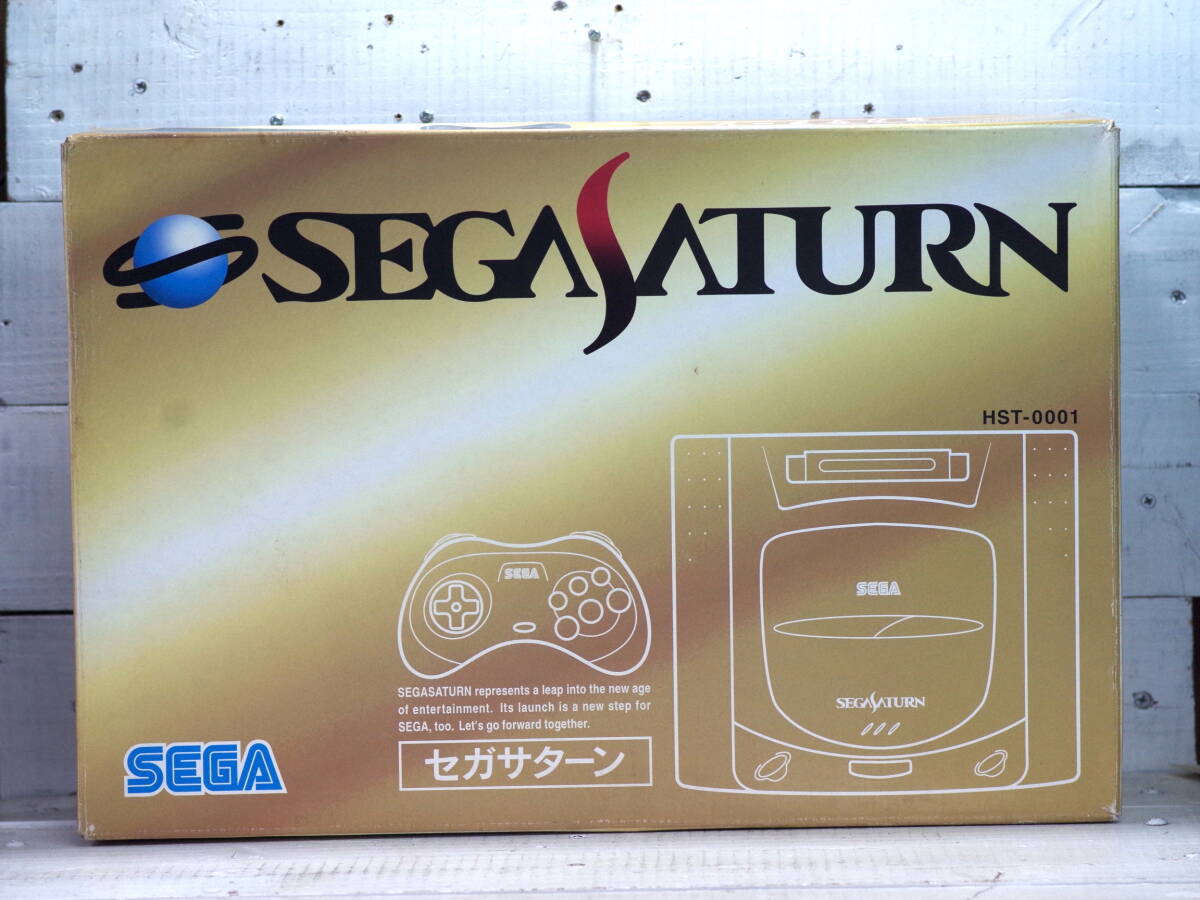 SEGASATURN
HST-0001
SEGA
SEGA
SEGASATURN
SEGASATURN represents a leap into the new age
of entertainment. Its launch is a new step for
SEGA, too. Let's go forward together.
セガサターン
SEGA